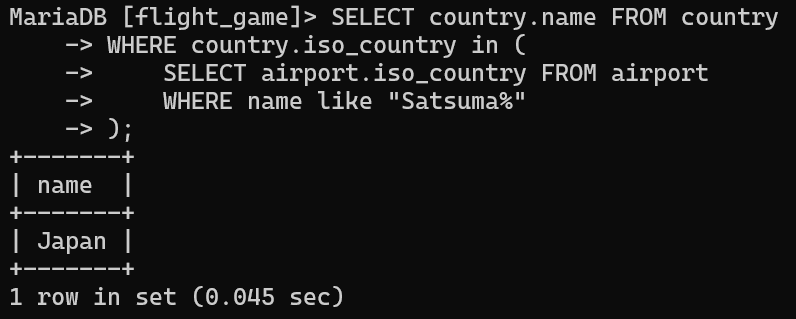 MariaDB [flight_game]> SELECT country.name FROM country
    -> WHERE country.iso_country in (
    ->     SELECT airport.iso_country FROM airport
    ->     WHERE name like "Satsuma%"
    -> );
+-------+
| name  |
+-------+
| Japan |
+-------+
1 row in set (0.045 sec)